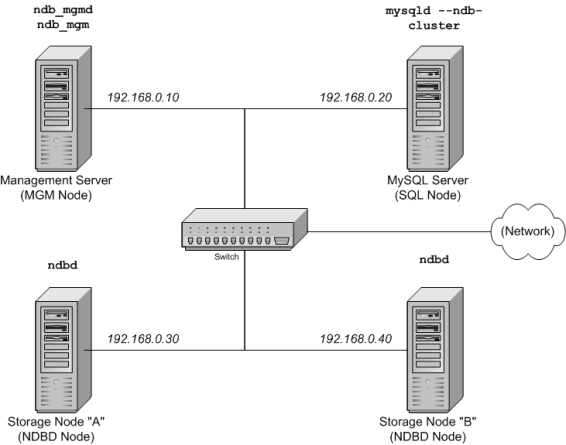 ndb_mgmd
ndb_mgm
mysqld --ndb-
cluster
192.168.0.10
192.168.0.20
Management Server
(MGM Node)
MySQL Server
(SQL Node)
(Network)
Switch
ndbd
ndbd
192.168.0.30
192.168.0.40
Storage Node "A"
(NDBD Node)
Storage Node "B"
(NDBD Node)